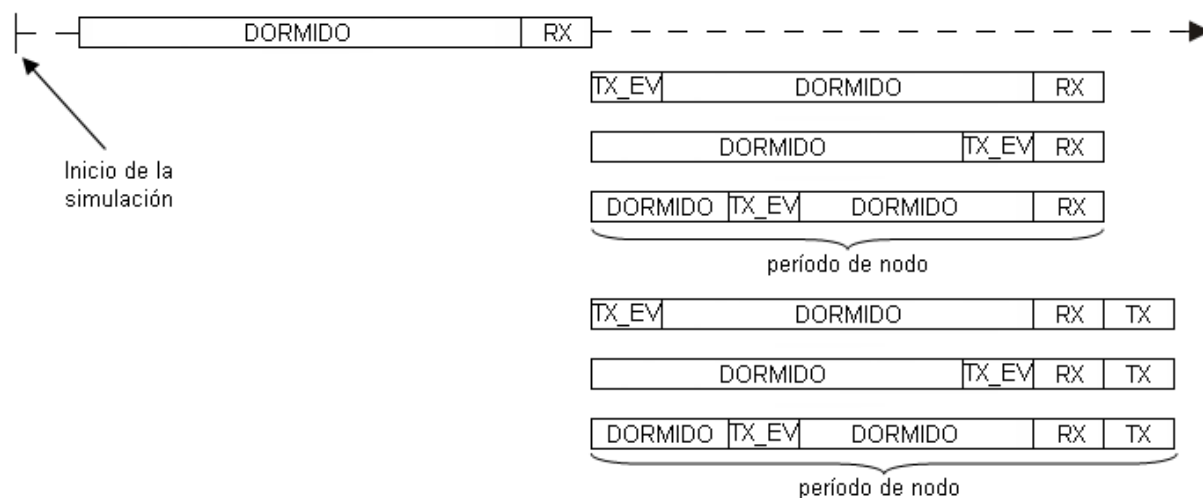 DORMIDO RX
TX_EV DORMIDO RX
DORMIDO TX_EV RX
Inicio de la
simulación
DORMIDO TX_EV DORMIDO RX
período de nodo
TX_EV DORMIDO RX TX
DORMIDO TX_EV RX TX
DORMIDO TX_EV DORMIDO RX TX
período de nodo